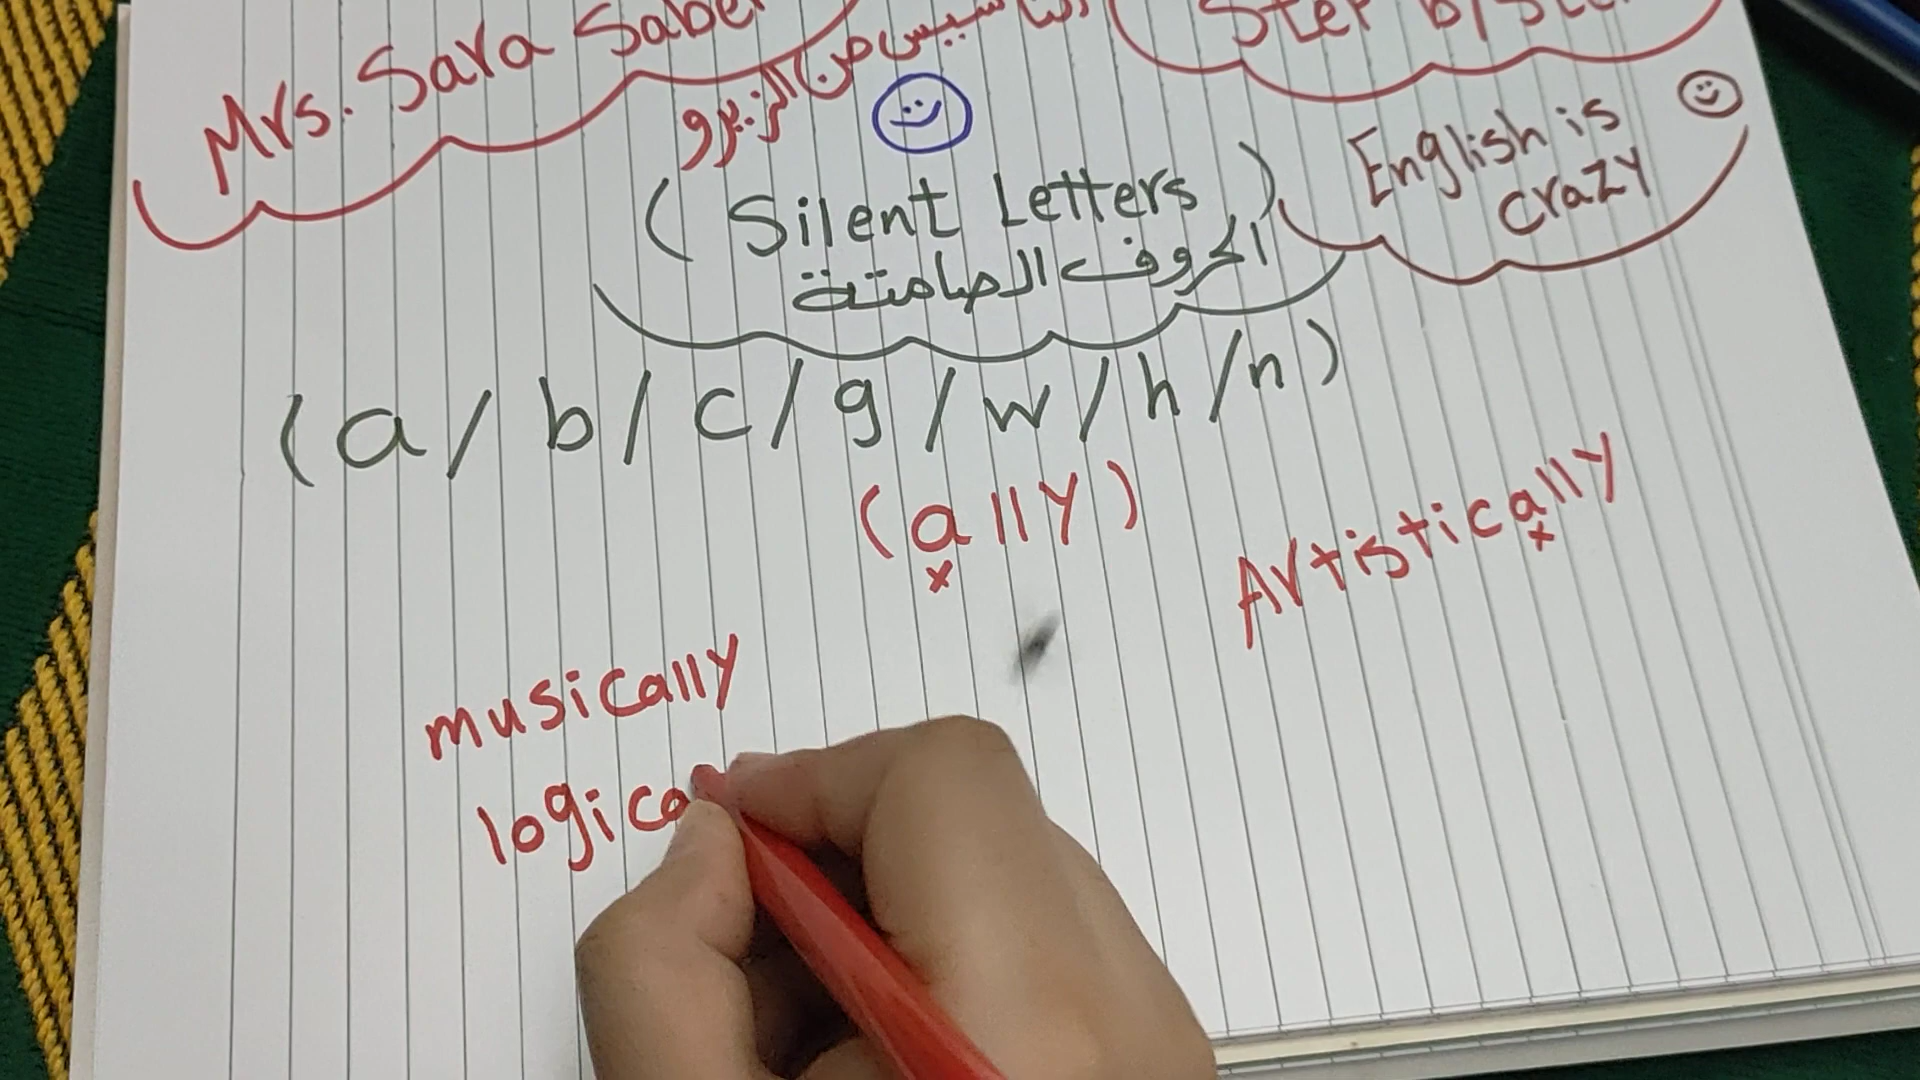 Mrs. Sara Saber
التأسيس من الزيرو
Step by Step
English is
crazy
( Silent Letters )
الحروف الصامتة
( a / b / c / g / w / h / n )
( ally )
x
Artistically
x
musically
logica